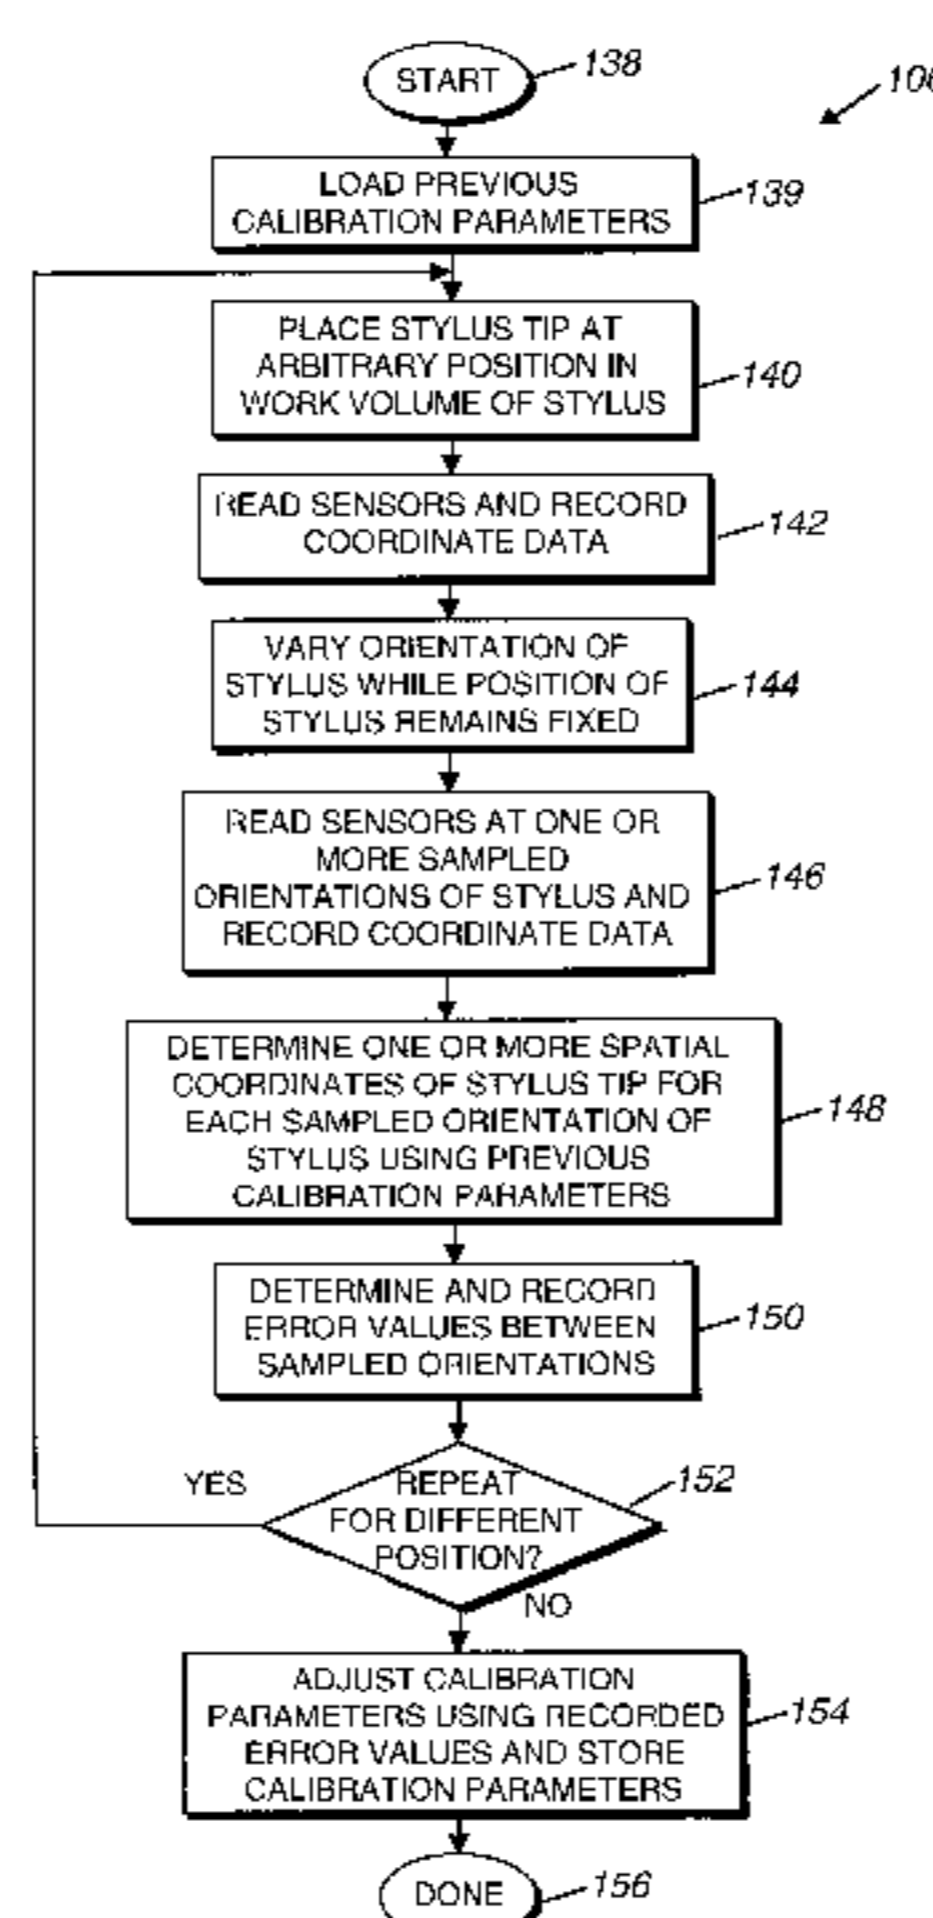 START
138
106
LOAD PREVIOUS
CALIBRATION PARAMETERS
139
PLACE STYLUS TIP AT
ARBITRARY POSITION IN
WORK VOLUME OF STYLUS
140
READ SENSORS AND RECORD
COORDINATE DATA
142
VARY ORIENTATION OF
STYLUS WHILE POSITION OF
STYLUS REMAINS FIXED
144
READ SENSORS AT ONE OR
MORE SAMPLED
ORIENTATIONS OF STYLUS AND
RECORD COORDINATE DATA
146
DETERMINE ONE OR MORE SPATIAL
COORDINATES OF STYLUS TIP FOR
EACH SAMPLED ORIENTATION OF
STYLUS USING PREVIOUS
CALIBRATION PARAMETERS
148
DETERMINE AND RECORD
ERROR VALUES BETWEEN
SAMPLED ORIENTATIONS
150
YES
REPEAT
FOR DIFFERENT
POSITION?
152
NO
ADJUST CALIBRATION
PARAMETERS USING RECORDED
ERROR VALUES AND STORE
CALIBRATION PARAMETERS
154
DONE
156